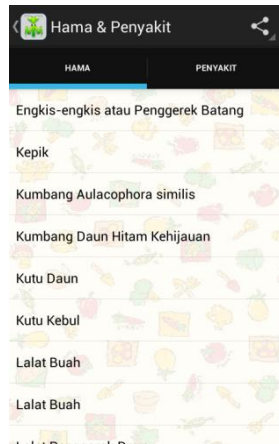 Hama & Penyakit
HAMA
PENYAKIT
Engkis-engkis atau Penggerek Batang
Kepik
Kumbang Aulacophora similis
Kumbang Daun Hitam Kehijauan
Kutu Daun
Kutu Kebul
Lalat Buah
Lalat Buah